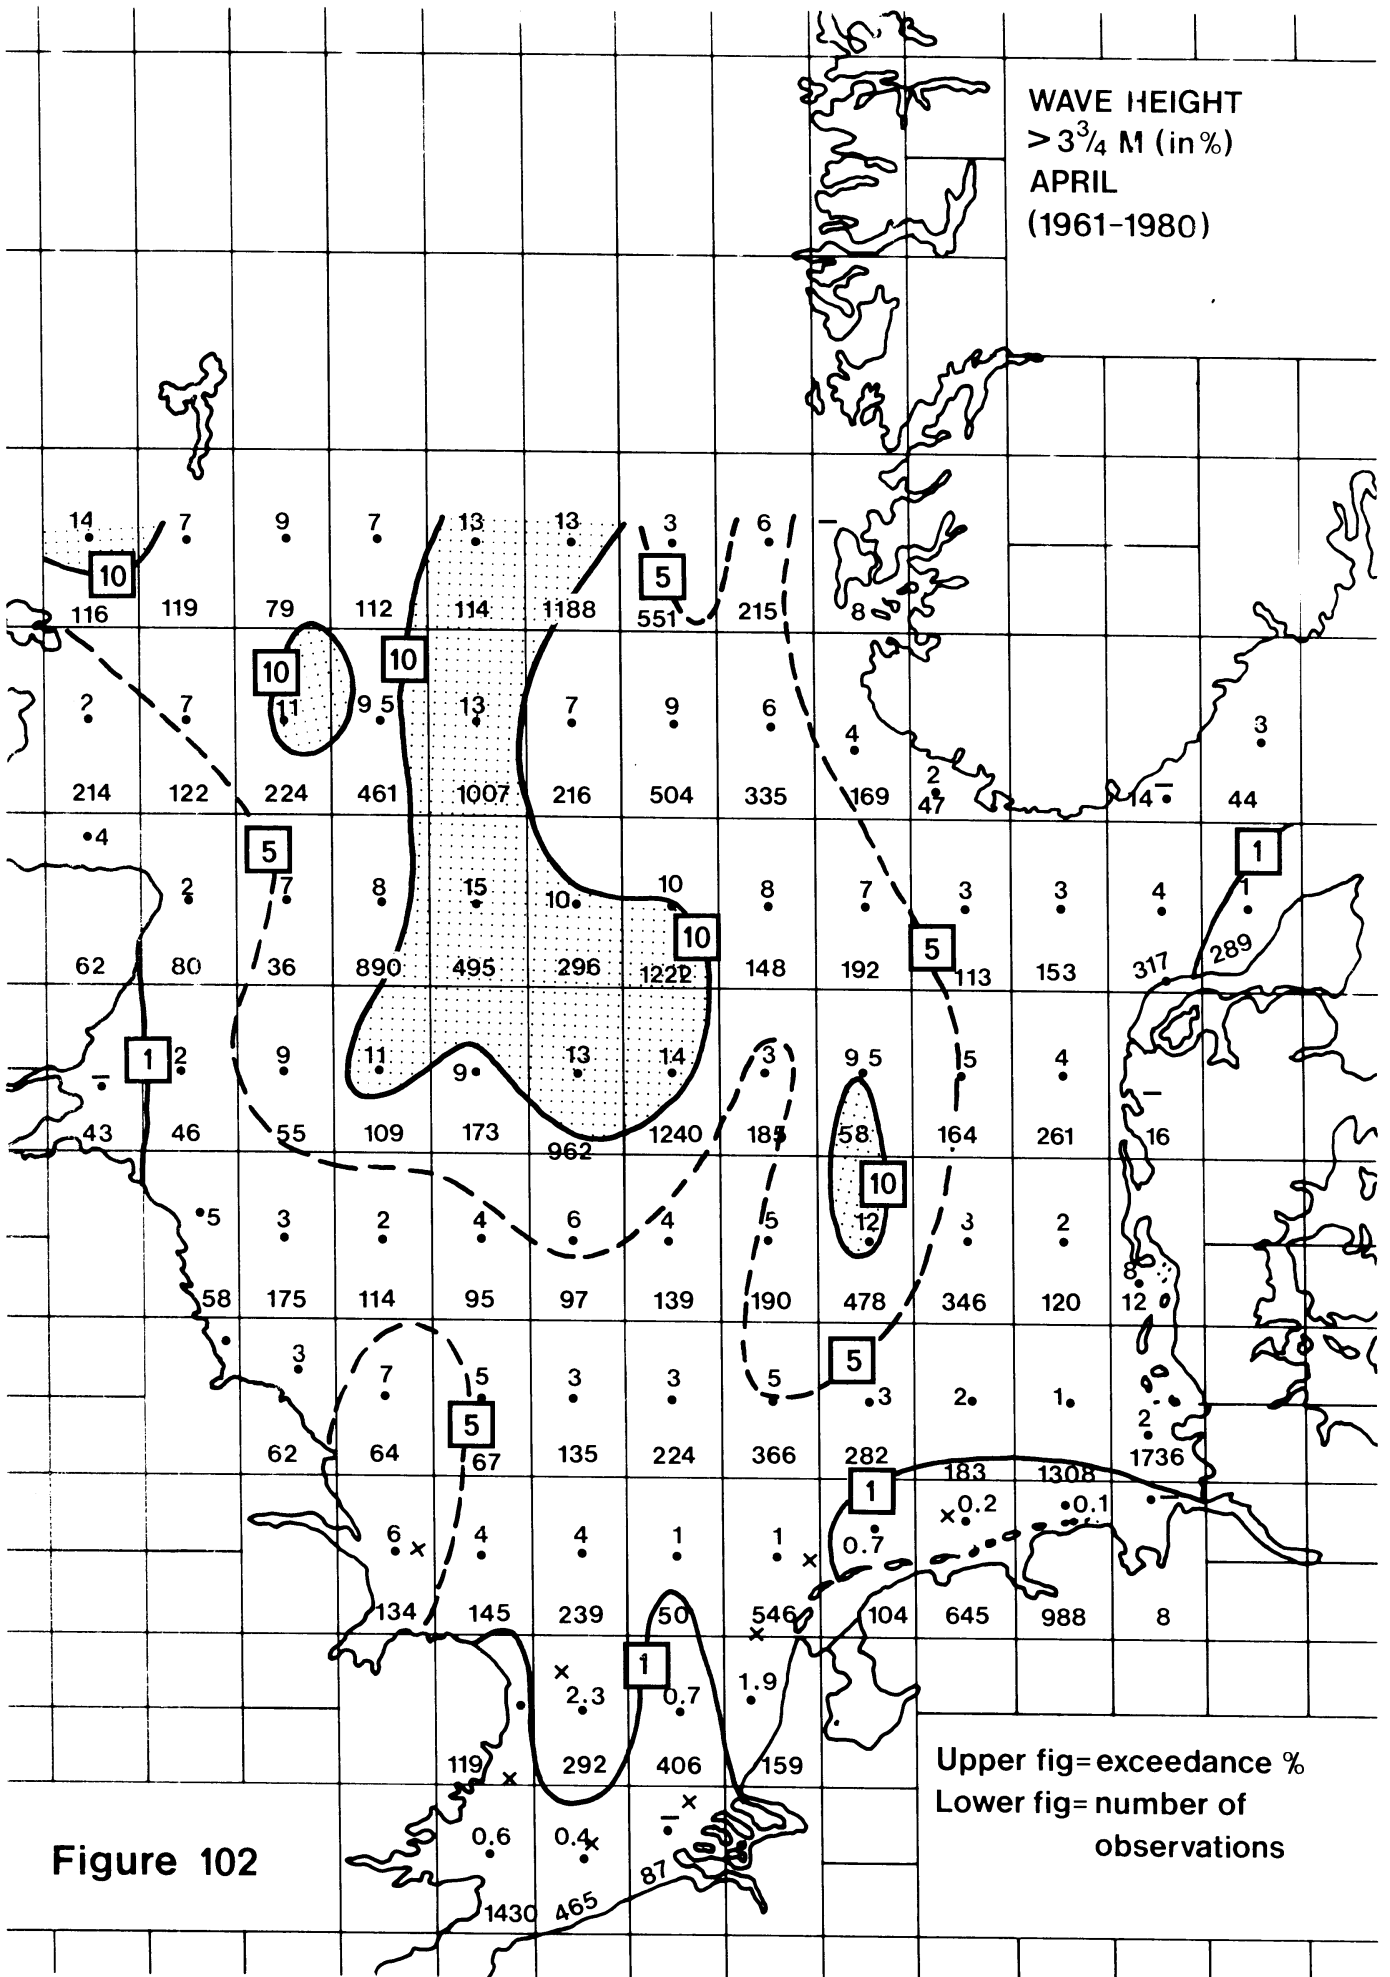 WAVE HEIGHT
> 3¾ M (in %)
APRIL
(1961-1980)
14 7 9 7 13 13 3 6 –
10 5
116 119 79 112 114 1188 551 215 8
10 10
2 7 11 9 5 13 7 9 6 4 3
2 –
214 122 224 461 1007 216 504 335 169 47 14 44
4
5 1
2 7 8 15 10 10 8 7 3 3 4 1
10 5
62 80 36 890 495 296 1222 148 192 113 153 317 289
– 1 2 9 11 9 13 14 3 9 5 5 4 –
43 46 55 109 173 962 1240 185 58 164 261 16
10
5 3 2 4 6 4 5 12 3 2 8
58 175 114 95 97 139 190 478 346 120 12
3 7 5 3 3 5 5 3 2 1 2
5
62 64 67 135 224 366 282 183 1308 1736
1
6 × 4 4 1 1 × 0.7 × 0.2 0.1 –
134 145 239 50 546 104 645 988 8
×
× 2.3 1 0.7 1.9
119 292 406 159
× ×
0.6 0.4 × –
1430 465 87
Upper fig= exceedance %
Lower fig= number of
observations
Figure 102